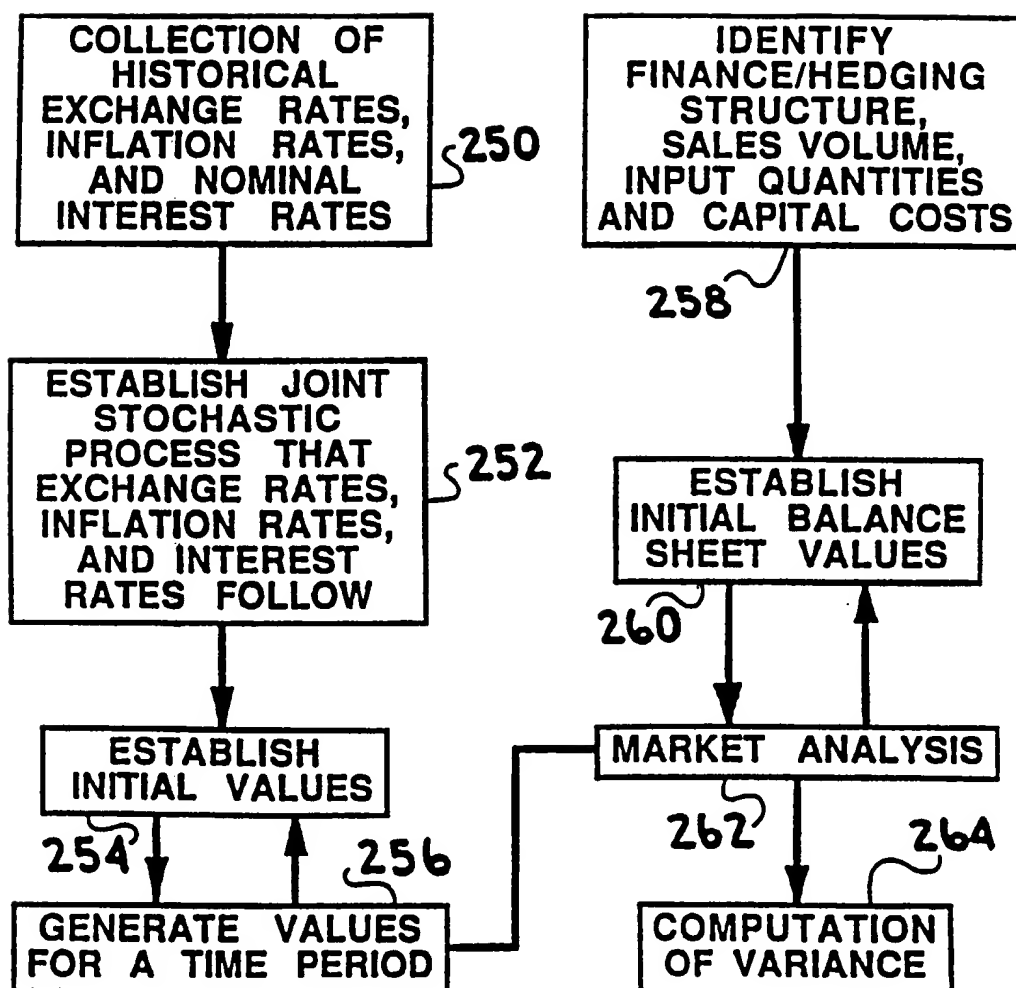 COLLECTION OF
HISTORICAL
EXCHANGE RATES,
INFLATION RATES,
AND NOMINAL
INTEREST RATES
250
ESTABLISH JOINT
STOCHASTIC
PROCESS THAT
EXCHANGE RATES,
INFLATION RATES,
AND INTEREST
RATES FOLLOW
252
ESTABLISH
INITIAL VALUES
254
256
GENERATE VALUES
FOR A TIME PERIOD
IDENTIFY
FINANCE/HEDGING
STRUCTURE,
SALES VOLUME,
INPUT QUANTITIES
AND CAPITAL COSTS
258
ESTABLISH
INITIAL BALANCE
SHEET VALUES
260
MARKET ANALYSIS
262
264
COMPUTATION
OF VARIANCE